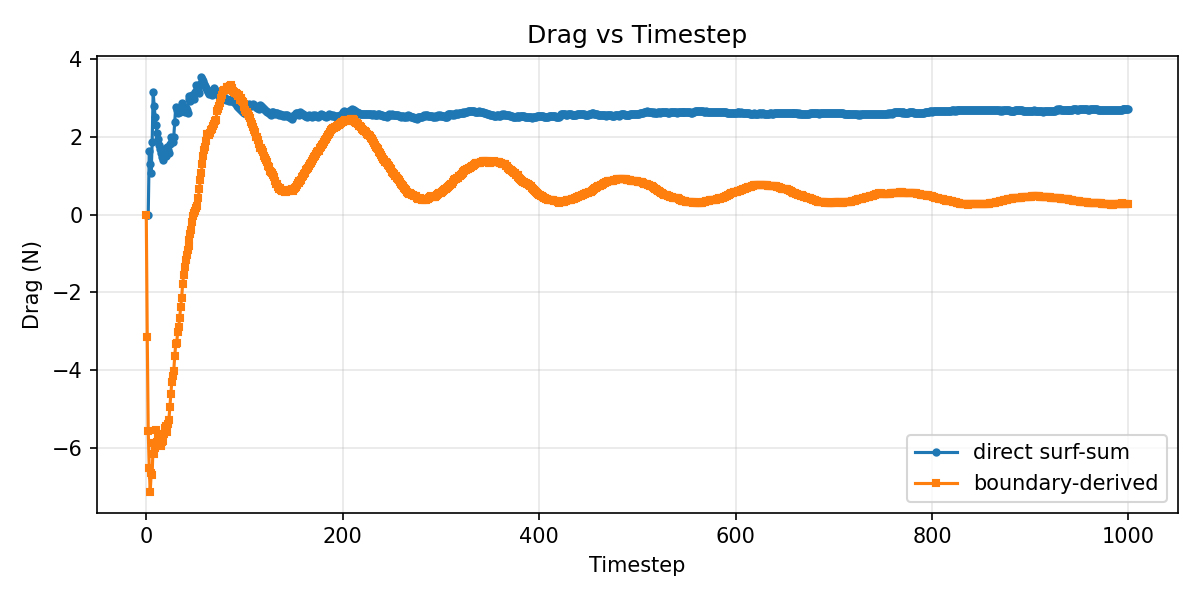 Drag vs Timestep
Drag (N)
4
2
0
−2
−4
−6
0
200
400
600
800
1000
Timestep
direct surf-sum
boundary-derived